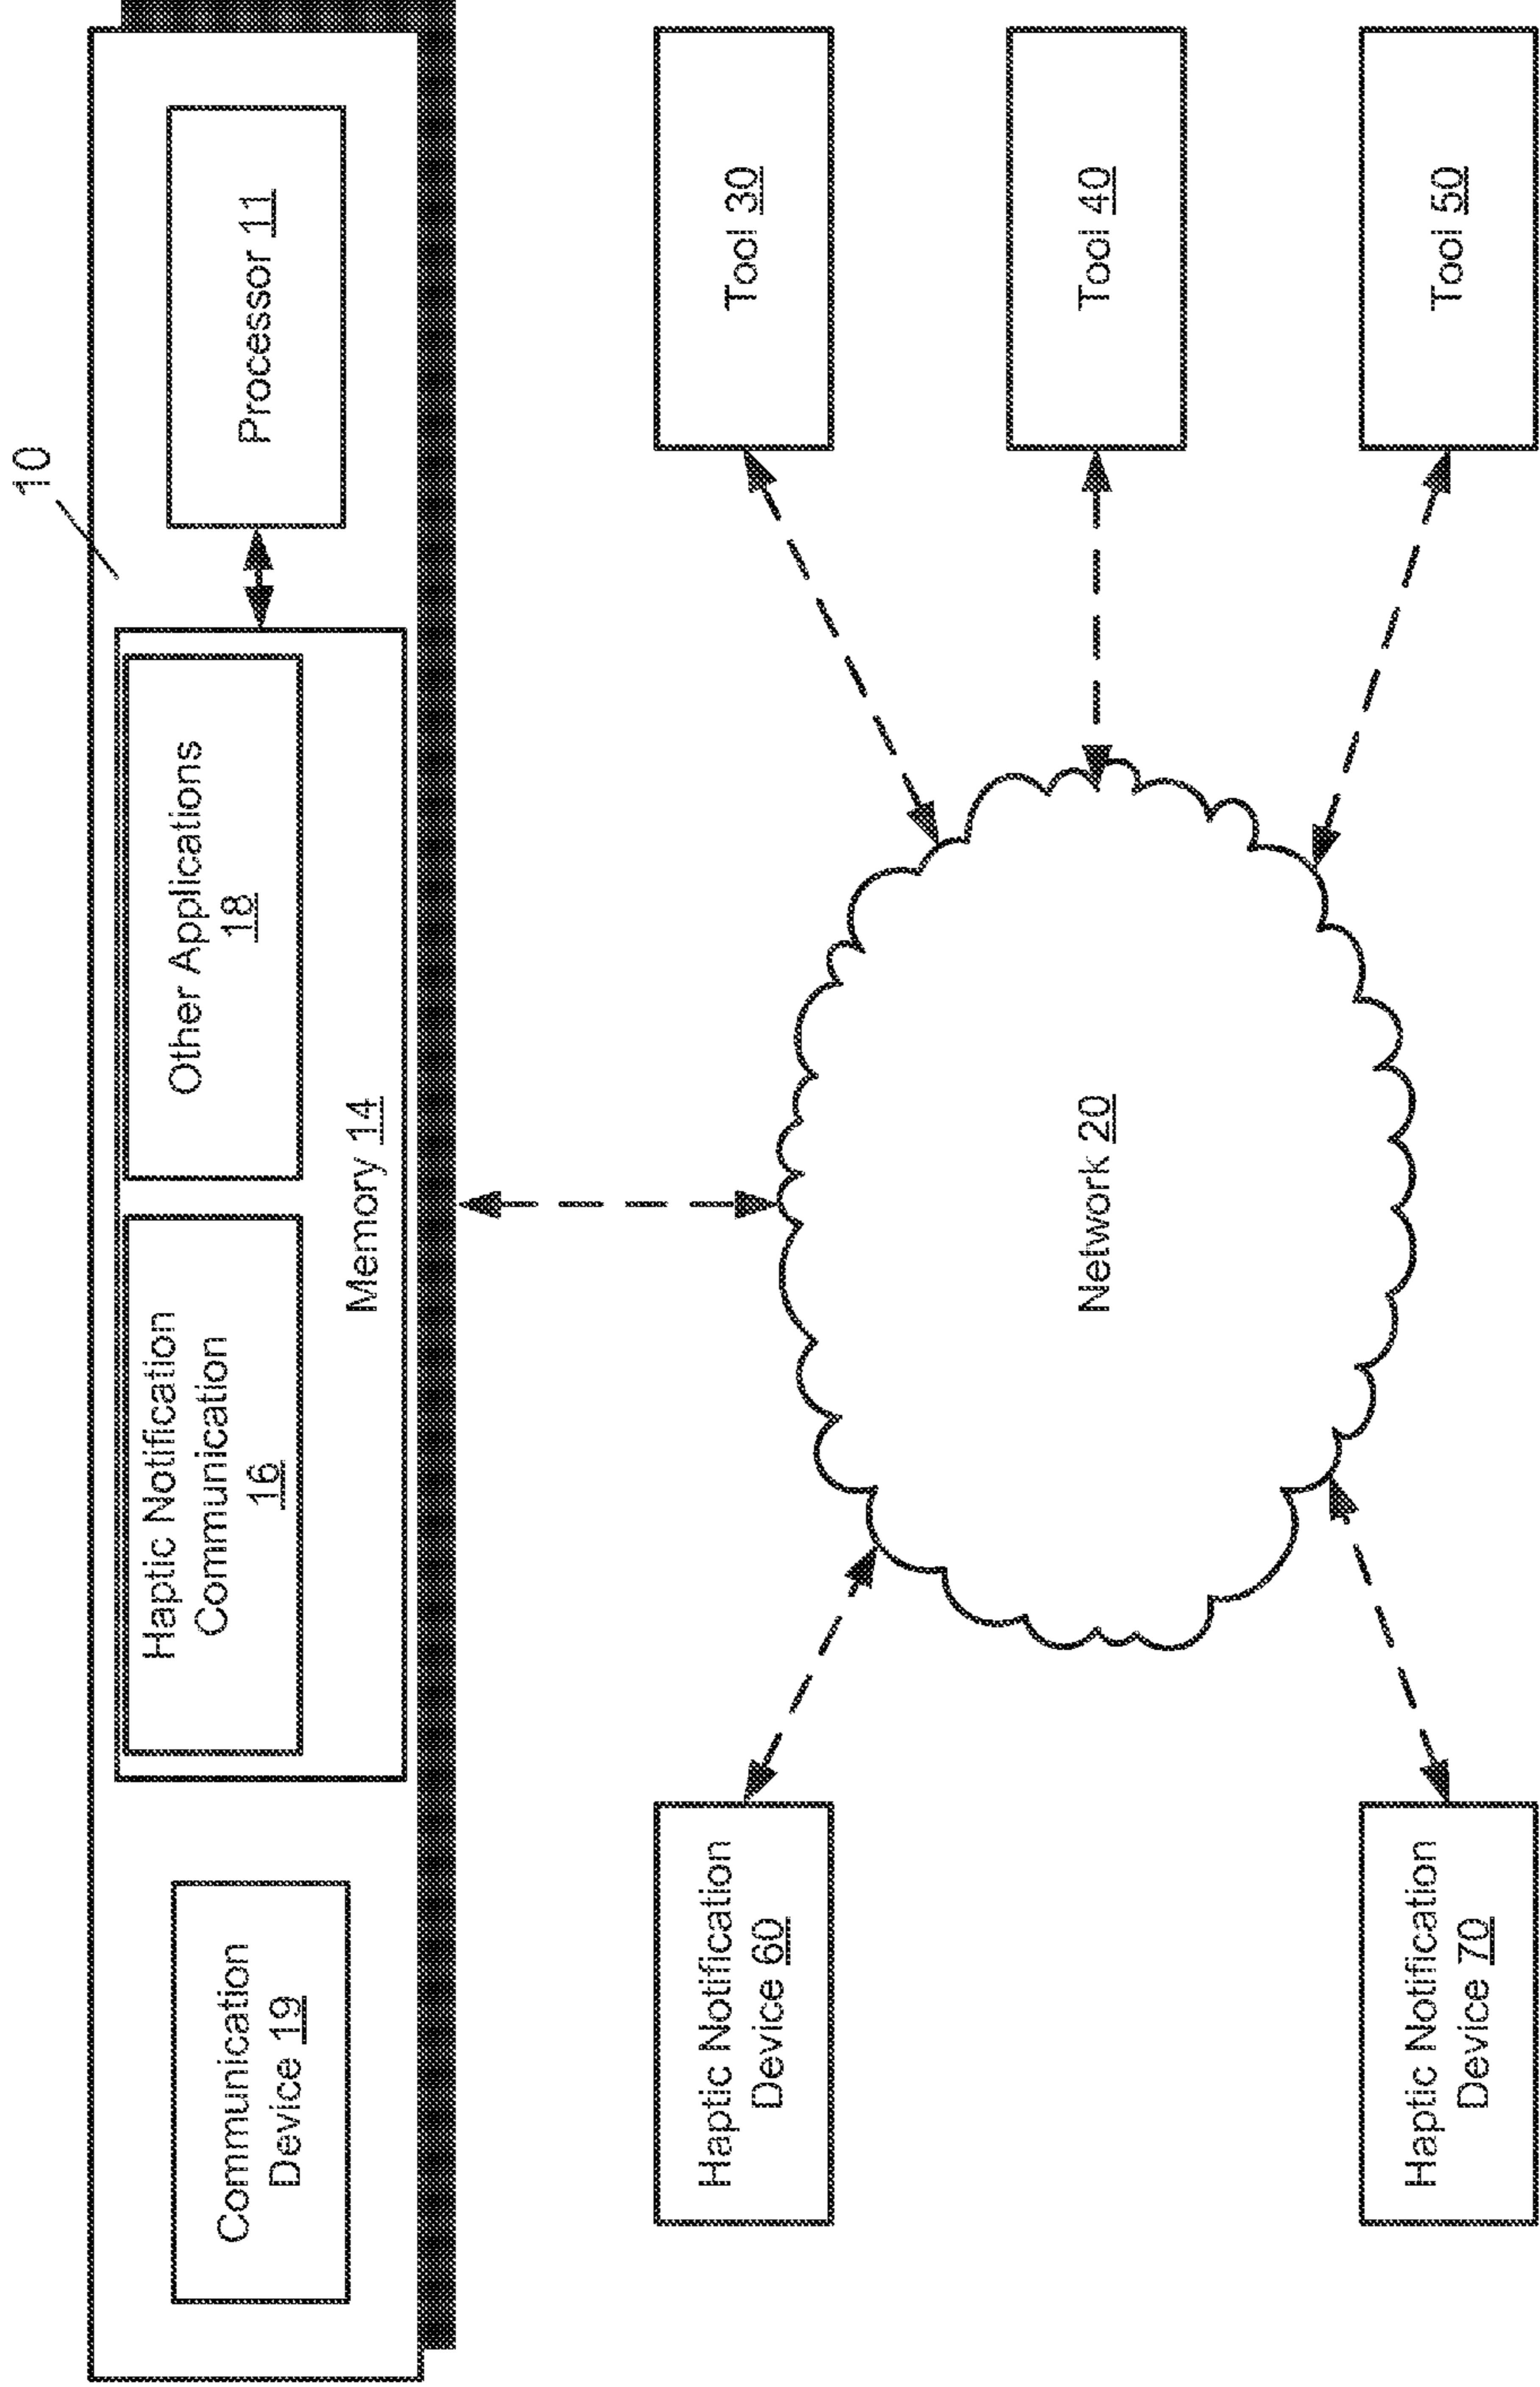 10
Communication
Device 19
Haptic Notification
Communication
16
Other Applications
18
Memory 14
Processor 11
Haptic Notification
Device 60
Tool 30
Network 20
Tool 40
Haptic Notification
Device 70
Tool 50